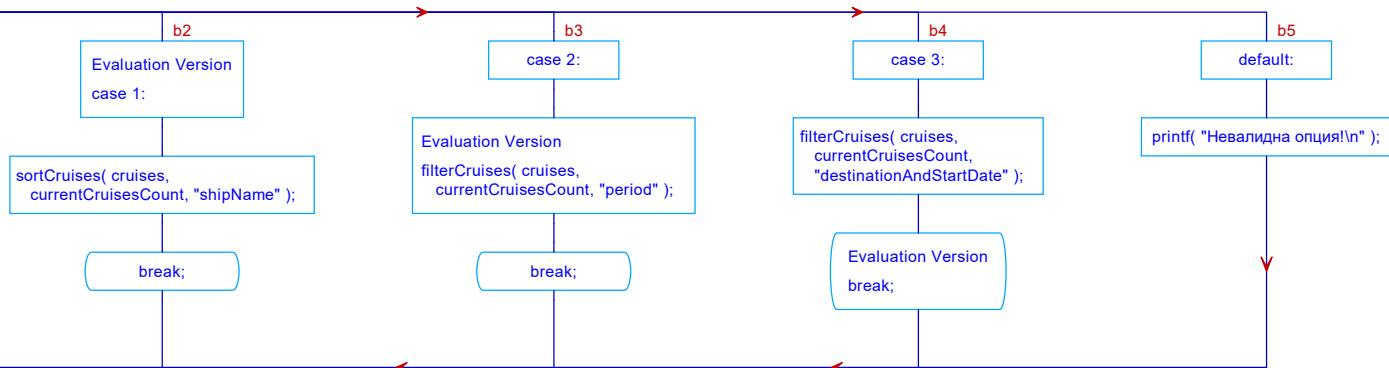 b2
Evaluation Version
case 1:
sortCruises( cruises,
currentCruisesCount, "shipName" );
break;
b3
case 2:
Evaluation Version
filterCruises( cruises,
currentCruisesCount, "period" );
break;
b4
case 3:
filterCruises( cruises,
currentCruisesCount,
"destinationAndStartDate" );
Evaluation Version
break;
b5
default:
printf( "Невалидна опция!\n" );